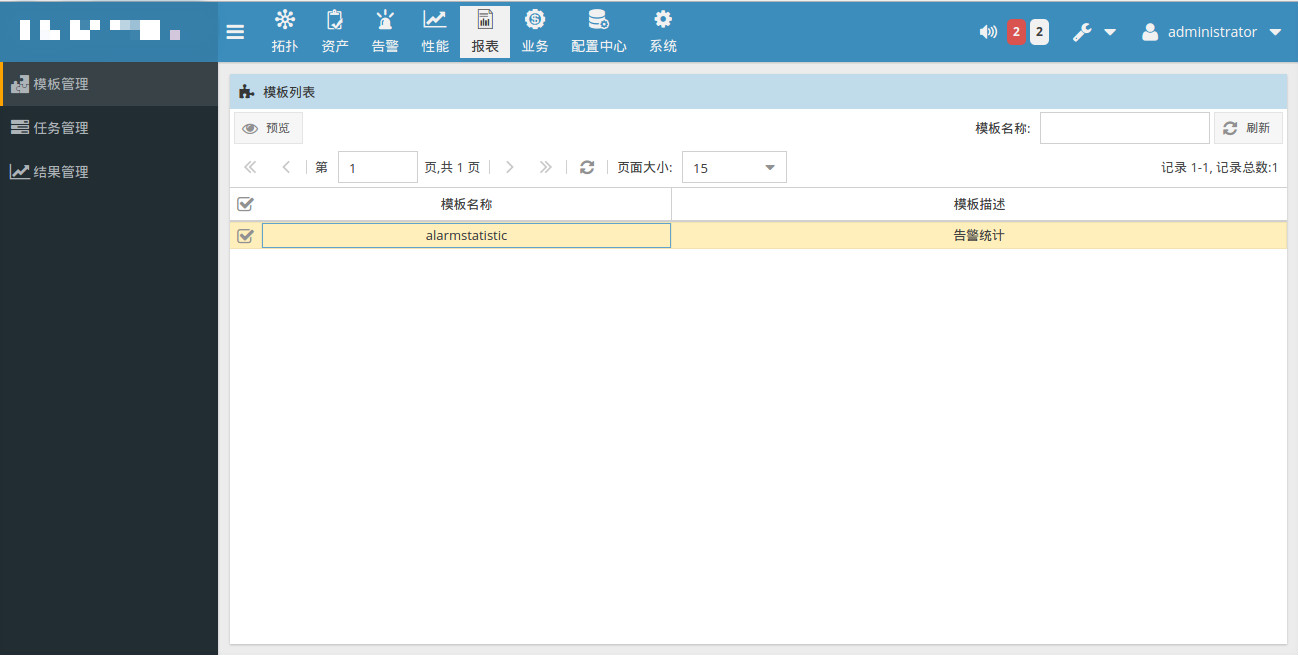 拓扑 资产 告警 性能 报表 业务 配置中心 系统 2 2 administrator
模板管理
任务管理
结果管理
模板列表
预览 模板名称: 刷新
第 1 页,共 1 页 页面大小: 15 记录 1-1, 记录总数:1
模板名称 模板描述
alarmstatistic 告警统计